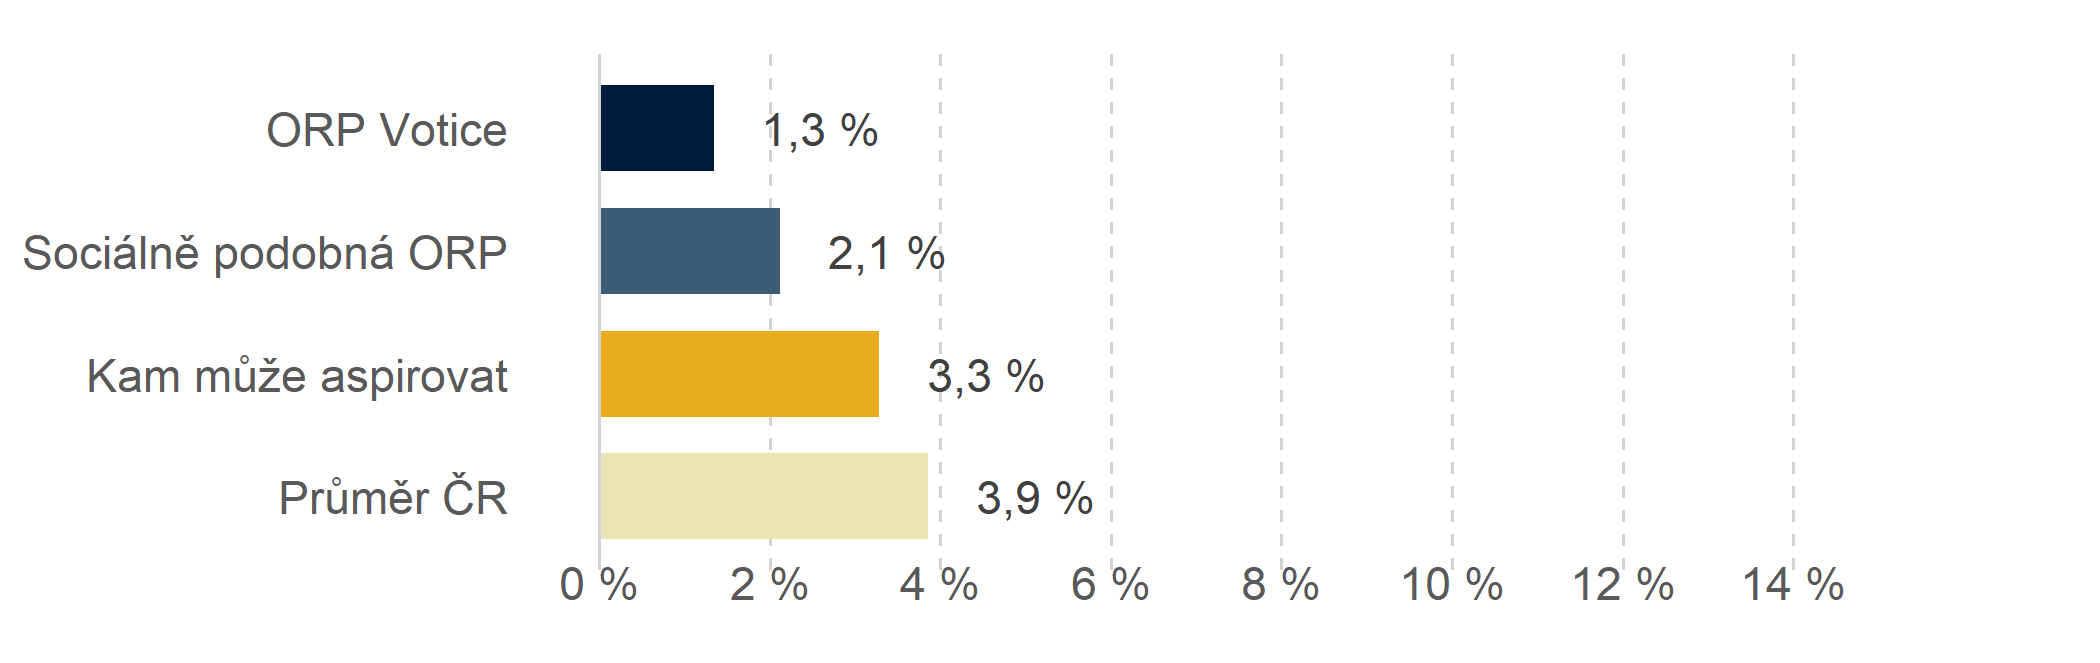 ORP Votice 1,3 %
Sociálně podobná ORP 2,1 %
Kam může aspirovat 3,3 %
Průměr ČR 3,9 %
0 % 2 % 4 % 6 % 8 % 10 % 12 % 14 %